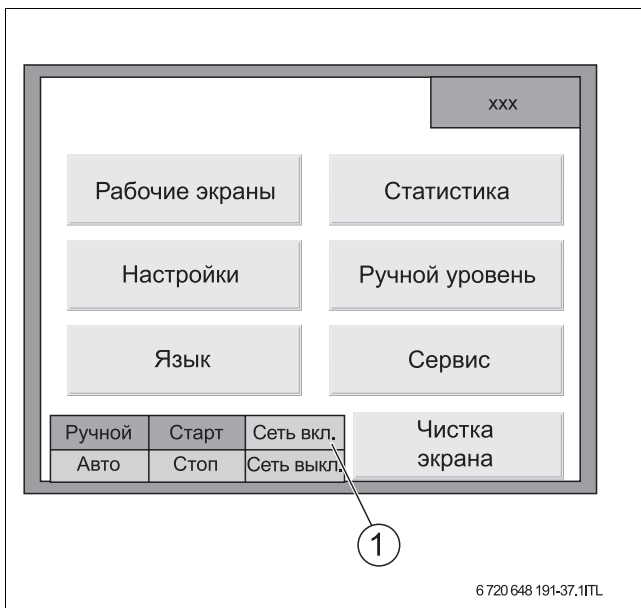 xxx
Рабочие экраны
Статистика
Настройки
Ручной уровень
Язык
Сервис
Ручной
Старт
Сеть вкл.
Авто
Стоп
Сеть выкл.
Чистка
экрана
1
6 720 648 191-37.1ITL